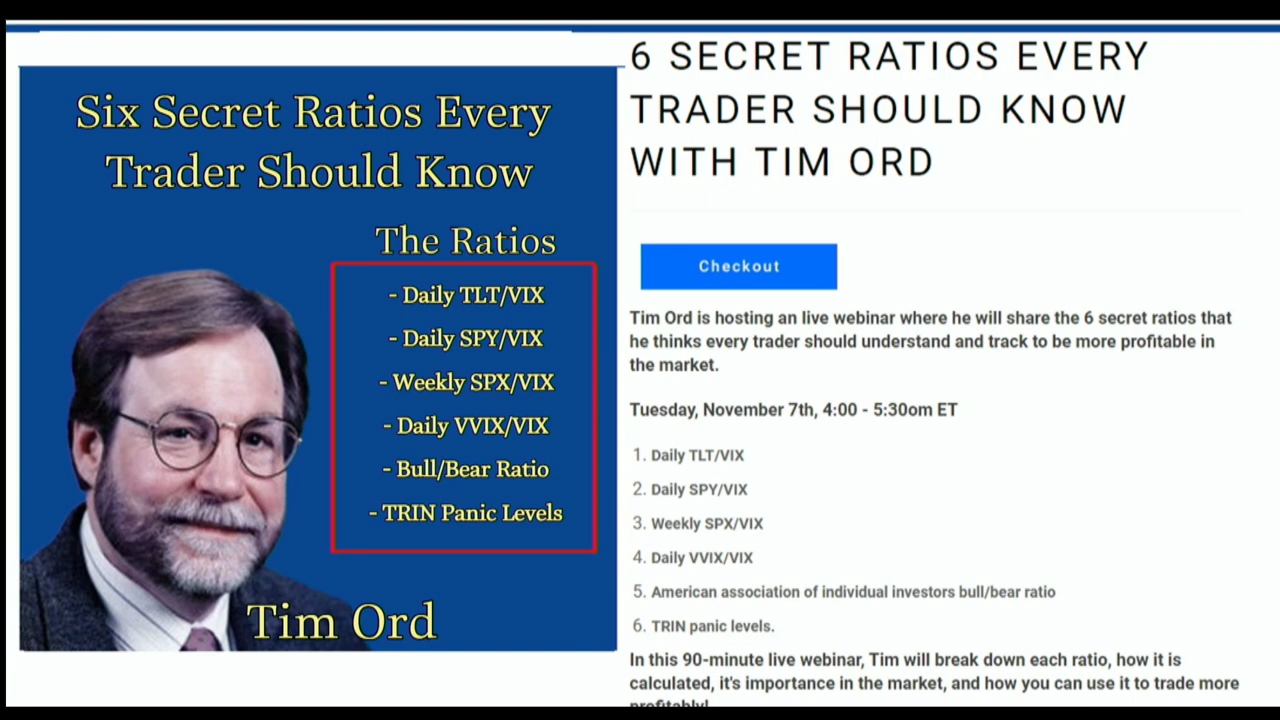 Six Secret Ratios Every
Trader Should Know
The Ratios
- Daily TLT/VIX
- Daily SPY/VIX
- Weekly SPX/VIX
- Daily VVIX/VIX
- Bull/Bear Ratio
- TRIN Panic Levels
Tim Ord
6 SECRET RATIOS EVERY
TRADER SHOULD KNOW
WITH TIM ORD
Checkout
Tim Ord is hosting an live webinar where he will share the 6 secret ratios that
he thinks every trader should understand and track to be more profitable in
the market.
Tuesday, November 7th, 4:00 - 5:30om ET
1. Daily TLT/VIX
2. Daily SPY/VIX
3. Weekly SPX/VIX
4. Daily VVIX/VIX
5. American association of individual investors bull/bear ratio
6. TRIN panic levels.
In this 90-minute live webinar, Tim will break down each ratio, how it is
calculated, it's importance in the market, and how you can use it to trade more
profitably!